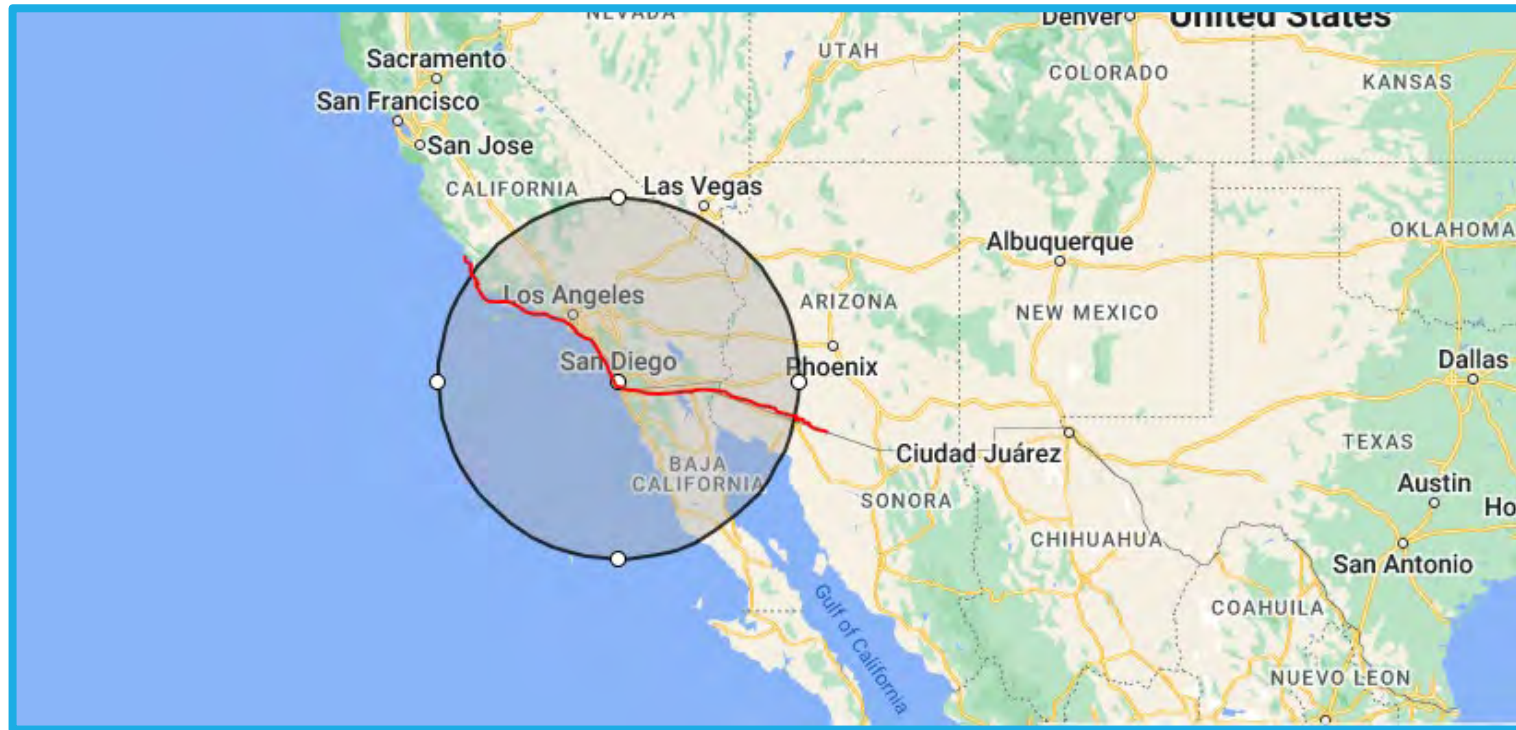 NEVADA
Denver
United States
UTAH
COLORADO
KANSAS
Sacramento
San Francisco
San Jose
CALIFORNIA
Las Vegas
OKLAHOMA
Albuquerque
Los Angeles
ARIZONA
NEW MEXICO
San Diego
Phoenix
Dallas
Ciudad Juárez
TEXAS
BAJA
CALIFORNIA
SONORA
Austin
Ho
CHIHUAHUA
San Antonio
COAHUILA
Gulf of California
NUEVO LEON